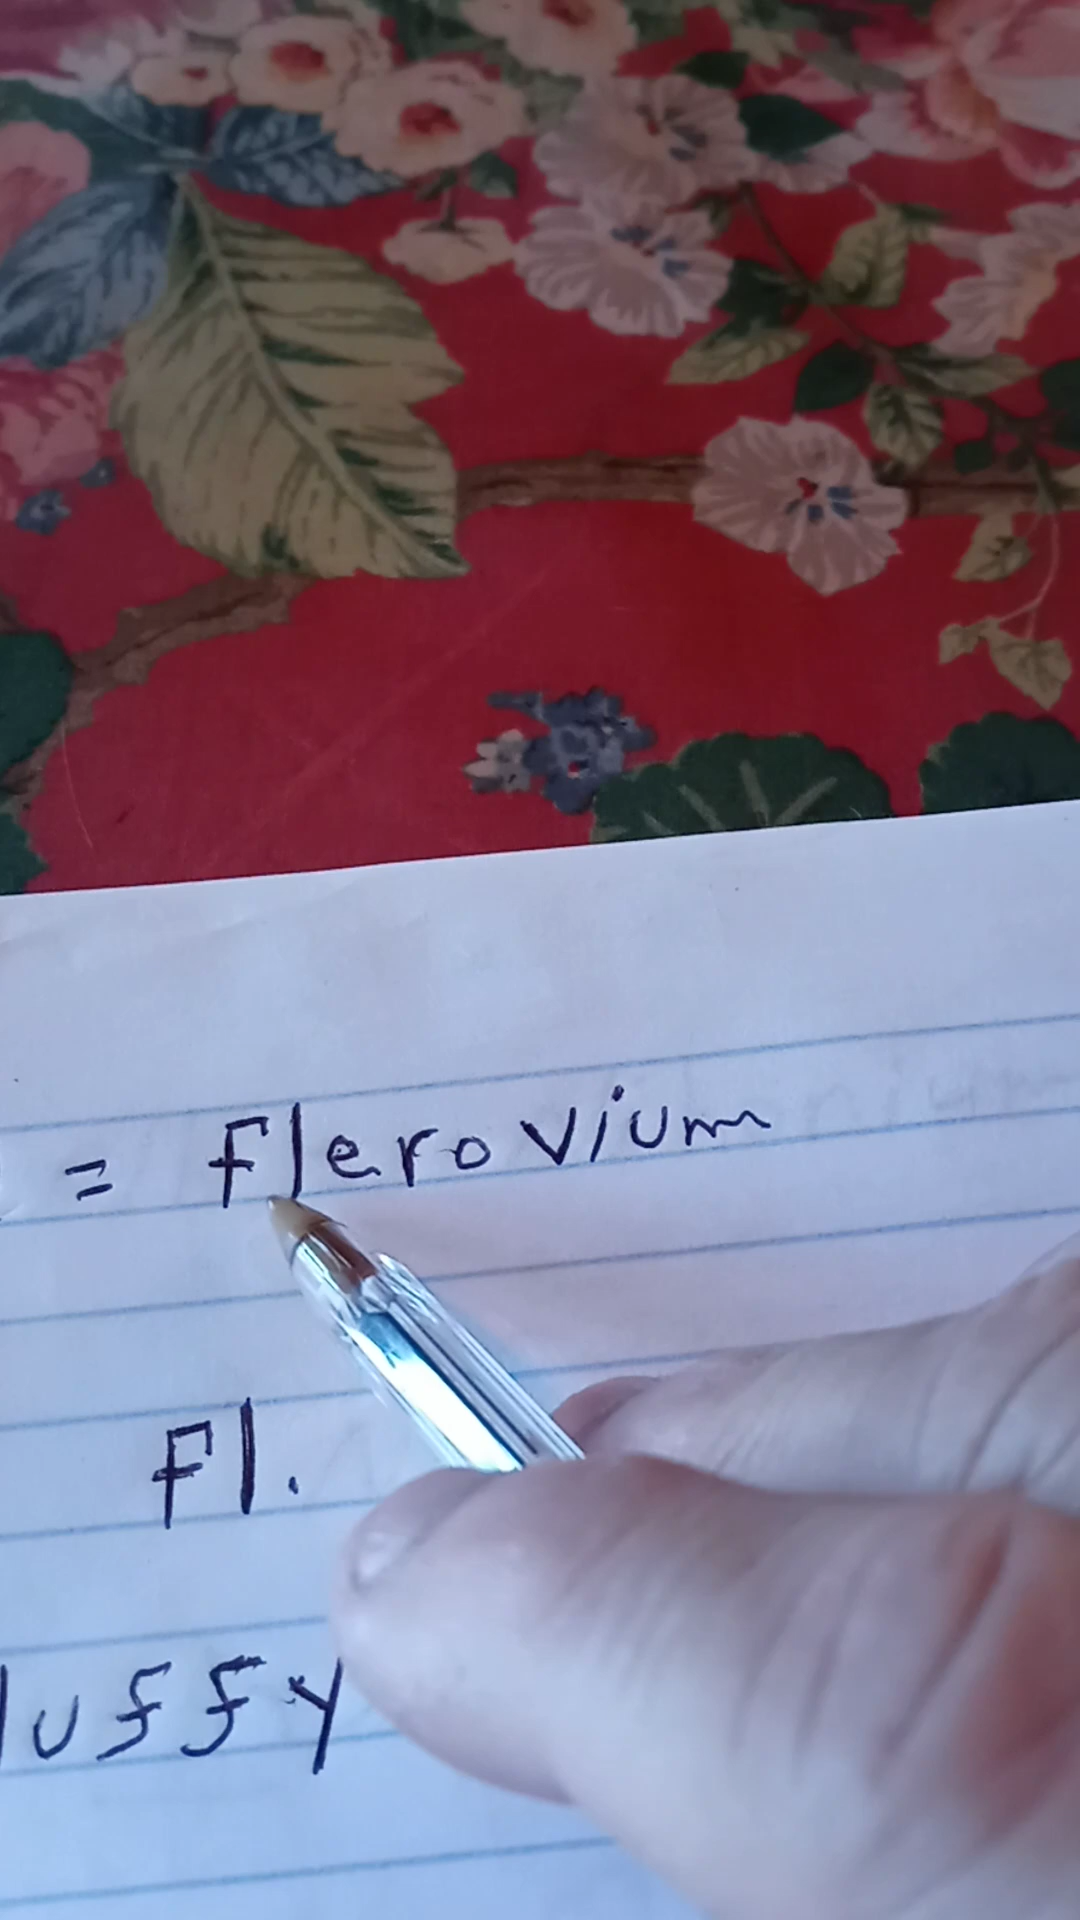 = flerovium
fl.
luffy